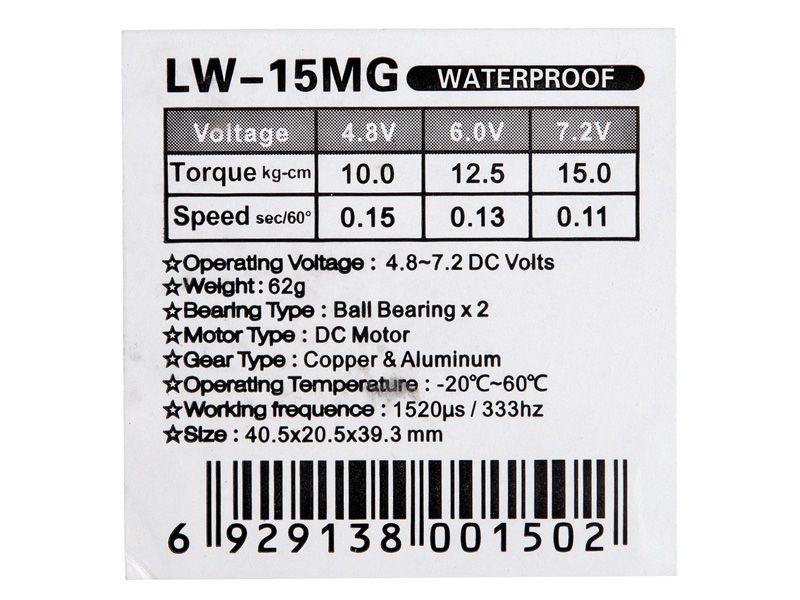 LW-15MG WATERPROOF
Voltage 4.8V 6.0V 7.2V
Torque kg-cm 10.0 12.5 15.0
Speed sec/60° 0.15 0.13 0.11
☆Operating Voltage : 4.8~7.2 DC Volts
☆Weight : 62g
☆Bearing Type : Ball Bearing x 2
☆Motor Type : DC Motor
☆Gear Type : Copper & Aluminum
☆Operating Temperature : -20℃~60℃
☆Working frequence : 1520µs / 333hz
☆Size : 40.5x20.5x39.3 mm
6 929138 001502